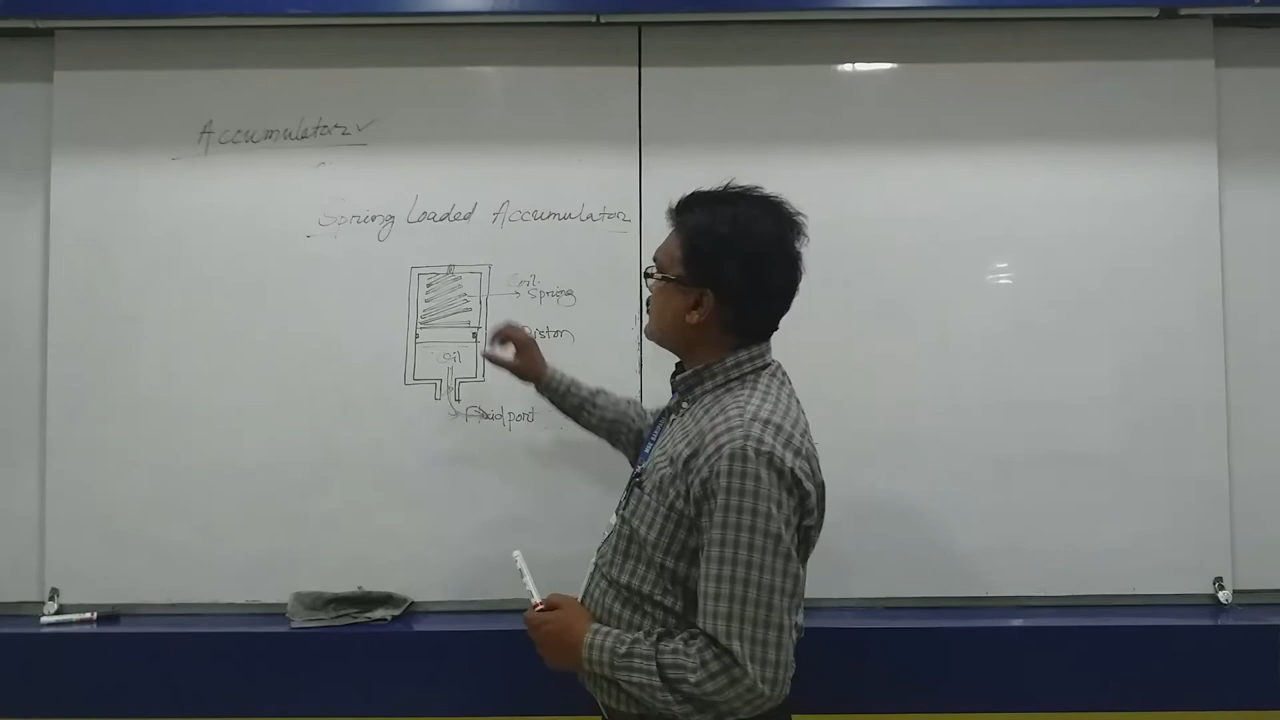 Accumulator ✓
Spring Loaded Accumulator
Coil
Spring
Piston
Oil
Fluid port